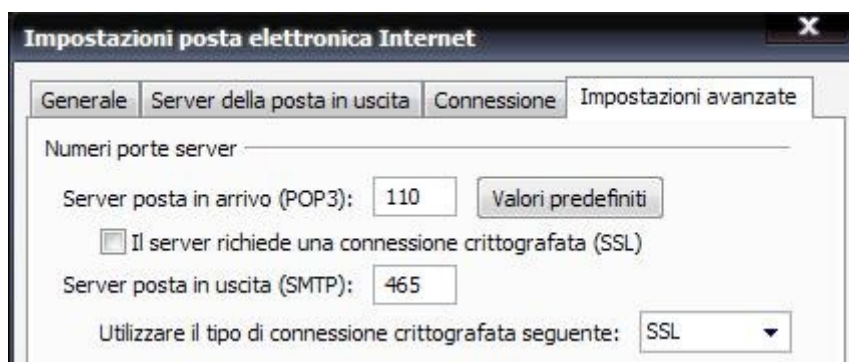 Impostazioni posta elettronica Internet
Generale Server della posta in uscita Connessione Impostazioni avanzate
Numeri porte server
Server posta in arrivo (POP3): 110 Valori predefiniti
Il server richiede una connessione crittografata (SSL)
Server posta in uscita (SMTP): 465
Utilizzare il tipo di connessione crittografata seguente: SSL